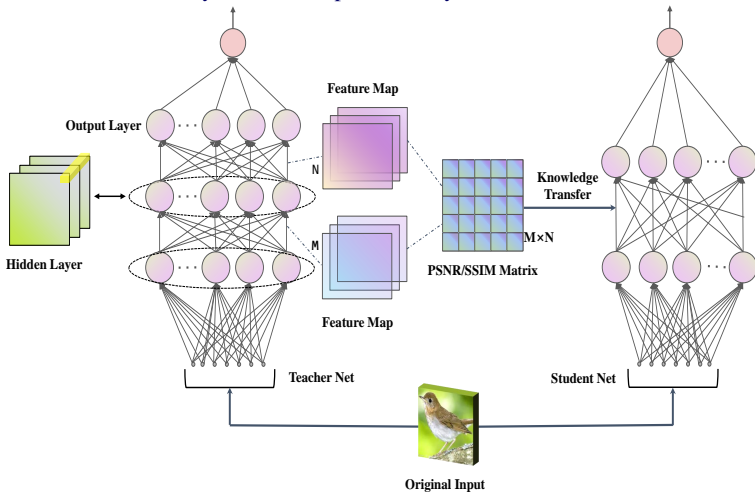 Feature Map
Output Layer
N
Knowledge
Transfer
M
M×N
Hidden Layer
PSNR/SSIM Matrix
Feature Map
Teacher Net
Student Net
Original Input